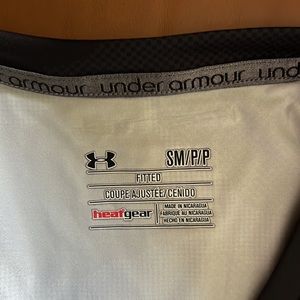 under armour under armour under
SM/P/P
FITTED
COUPE AJUSTÉE/CEÑIDO
heatgear
MADE IN NICARAGUA
FABRIQUÉ AU NICARAGUA
HECHO EN NICARAGUA